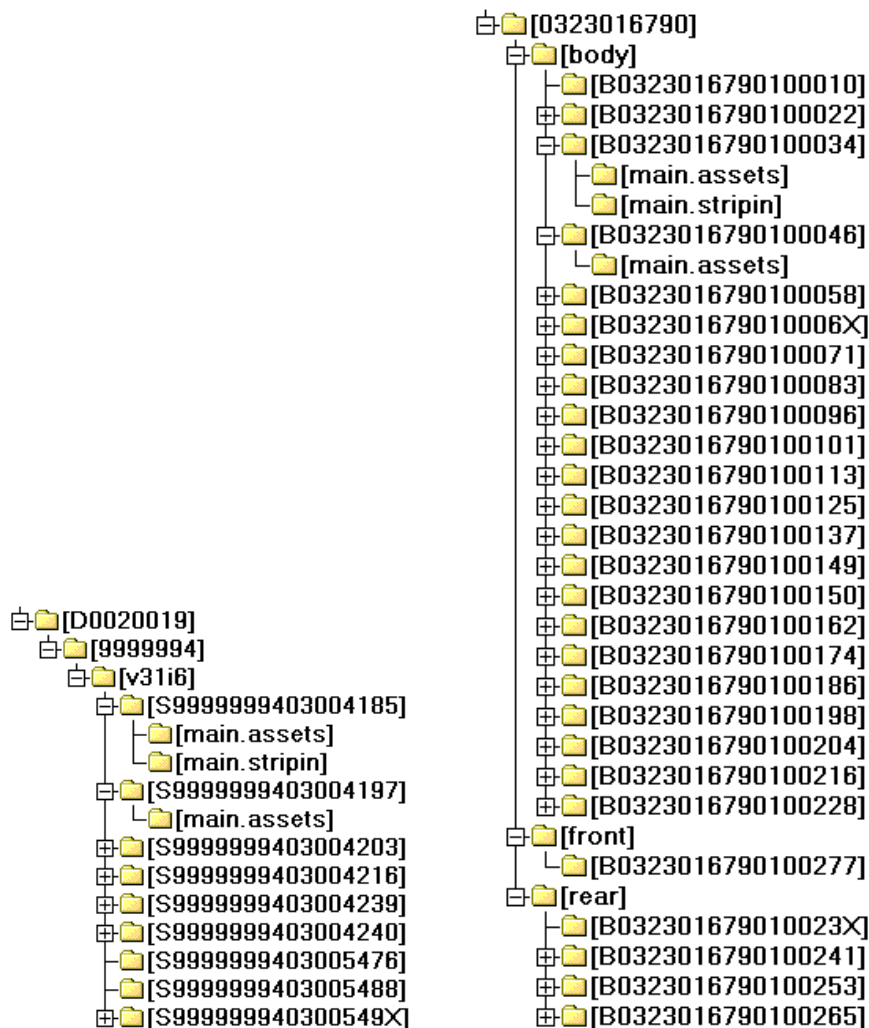 [D0020019]
[9999994]
[v31i6]
[S9999999403004185]
[main.assets]
[main.stripin]
[S9999999403004197]
[main.assets]
[S9999999403004203]
[S9999999403004216]
[S9999999403004239]
[S9999999403004240]
[S9999999403005476]
[S9999999403005488]
[S999999940300549X]
[0323016790]
[body]
[B0323016790100010]
[B0323016790100022]
[B0323016790100034]
[main.assets]
[main.stripin]
[B0323016790100046]
[main.assets]
[B0323016790100058]
[B032301679010006X]
[B0323016790100071]
[B0323016790100083]
[B0323016790100096]
[B0323016790100101]
[B0323016790100113]
[B0323016790100125]
[B0323016790100137]
[B0323016790100149]
[B0323016790100150]
[B0323016790100162]
[B0323016790100174]
[B0323016790100186]
[B0323016790100198]
[B0323016790100204]
[B0323016790100216]
[B0323016790100228]
[front]
[B0323016790100277]
[rear]
[B032301679010023X]
[B0323016790100241]
[B0323016790100253]
[B0323016790100265]